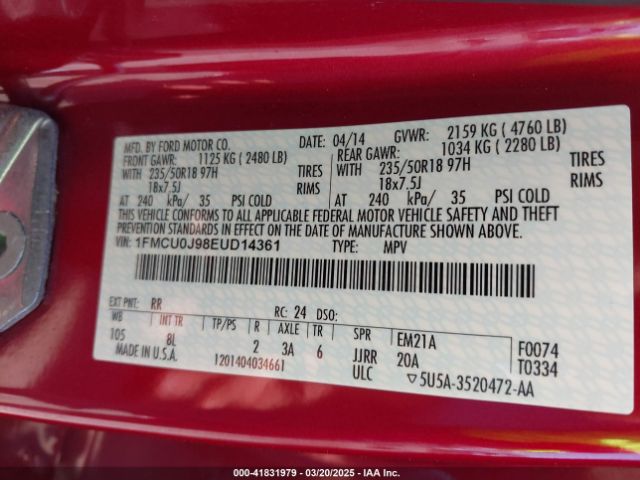 MFD. BY FORD MOTOR CO. DATE: 04/14 GVWR: 2159 KG ( 4760 LB)
FRONT GAWR: 1125 KG ( 2480 LB) REAR GAWR: 1034 KG ( 2280 LB)
WITH 235/50R18 97H TIRES WITH 235/50R18 97H TIRES
18x7.5J RIMS 18x7.5J RIMS
AT 240 kPa/ 35 PSI COLD AT 240 kPa/ 35 PSI COLD
THIS VEHICLE CONFORMS TO ALL APPLICABLE FEDERAL MOTOR VEHICLE SAFETY AND THEFT
PREVENTION STANDARDS IN EFFECT ON THE DATE OF MANUFACTURE SHOWN ABOVE.
VIN: 1FMCU0J98EUD14361 TYPE: MPV
EXT PNT: RR RC: 24 DSO:
WB INT TR TP/PS R AXLE TR SPR EM21A F0074
105 8L 2 3A 6 JJRR 20A T0334
MADE IN U.S.A. 1201404034661 ULC ▽5U5A-3520472-AA
000-41831979 - 03/20/2025 - IAA Inc.